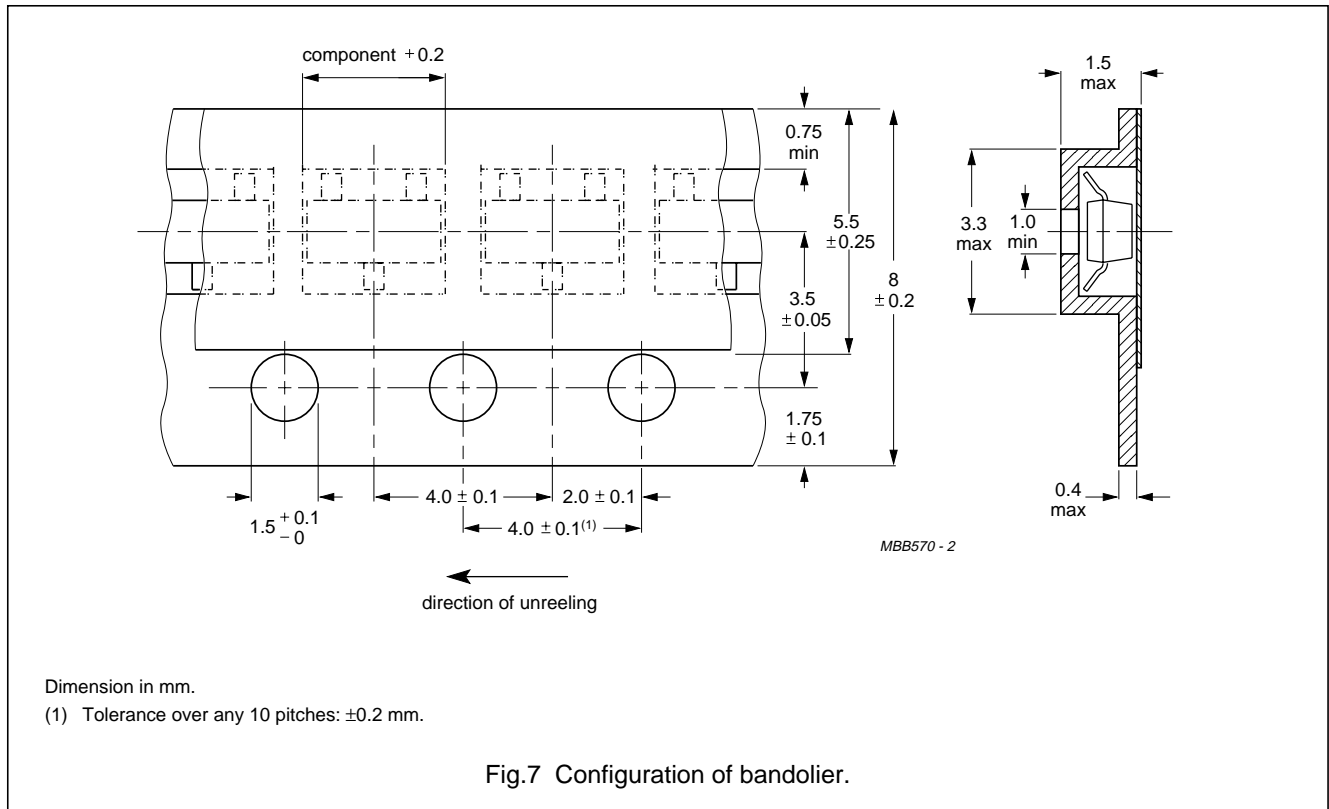 component +0.2
1.5
max
0.75
min
5.5
±0.25
8
±0.2
3.5
±0.05
3.3
max
1.0
min
1.75
± 0.1
4.0 ± 0.1
2.0 ± 0.1
1.5 +0.1
−0
4.0 ±0.1(1)
0.4
max
MBB570 - 2
direction of unreeling
Dimension in mm.
(1) Tolerance over any 10 pitches: ±0.2 mm.
Fig.7 Configuration of bandolier.